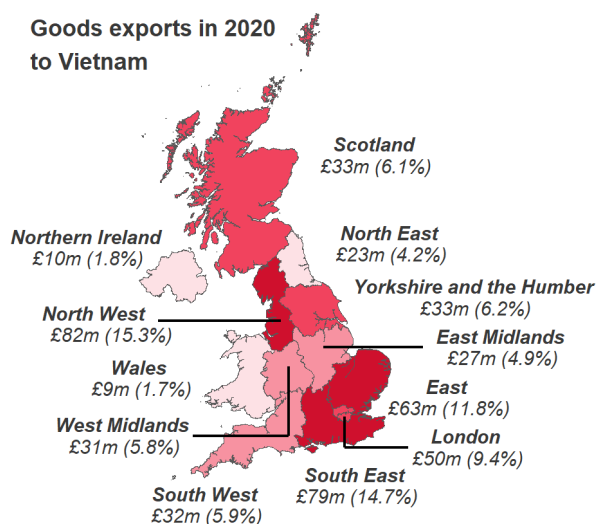 Goods exports in 2020
to Vietnam
Scotland
£33m (6.1%)
Northern Ireland
£10m (1.8%)
North East
£23m (4.2%)
Yorkshire and the Humber
£33m (6.2%)
North West
£82m (15.3%)
East Midlands
£27m (4.9%)
Wales
£9m (1.7%)
East
£63m (11.8%)
West Midlands
£31m (5.8%)
London
£50m (9.4%)
South East
£79m (14.7%)
South West
£32m (5.9%)